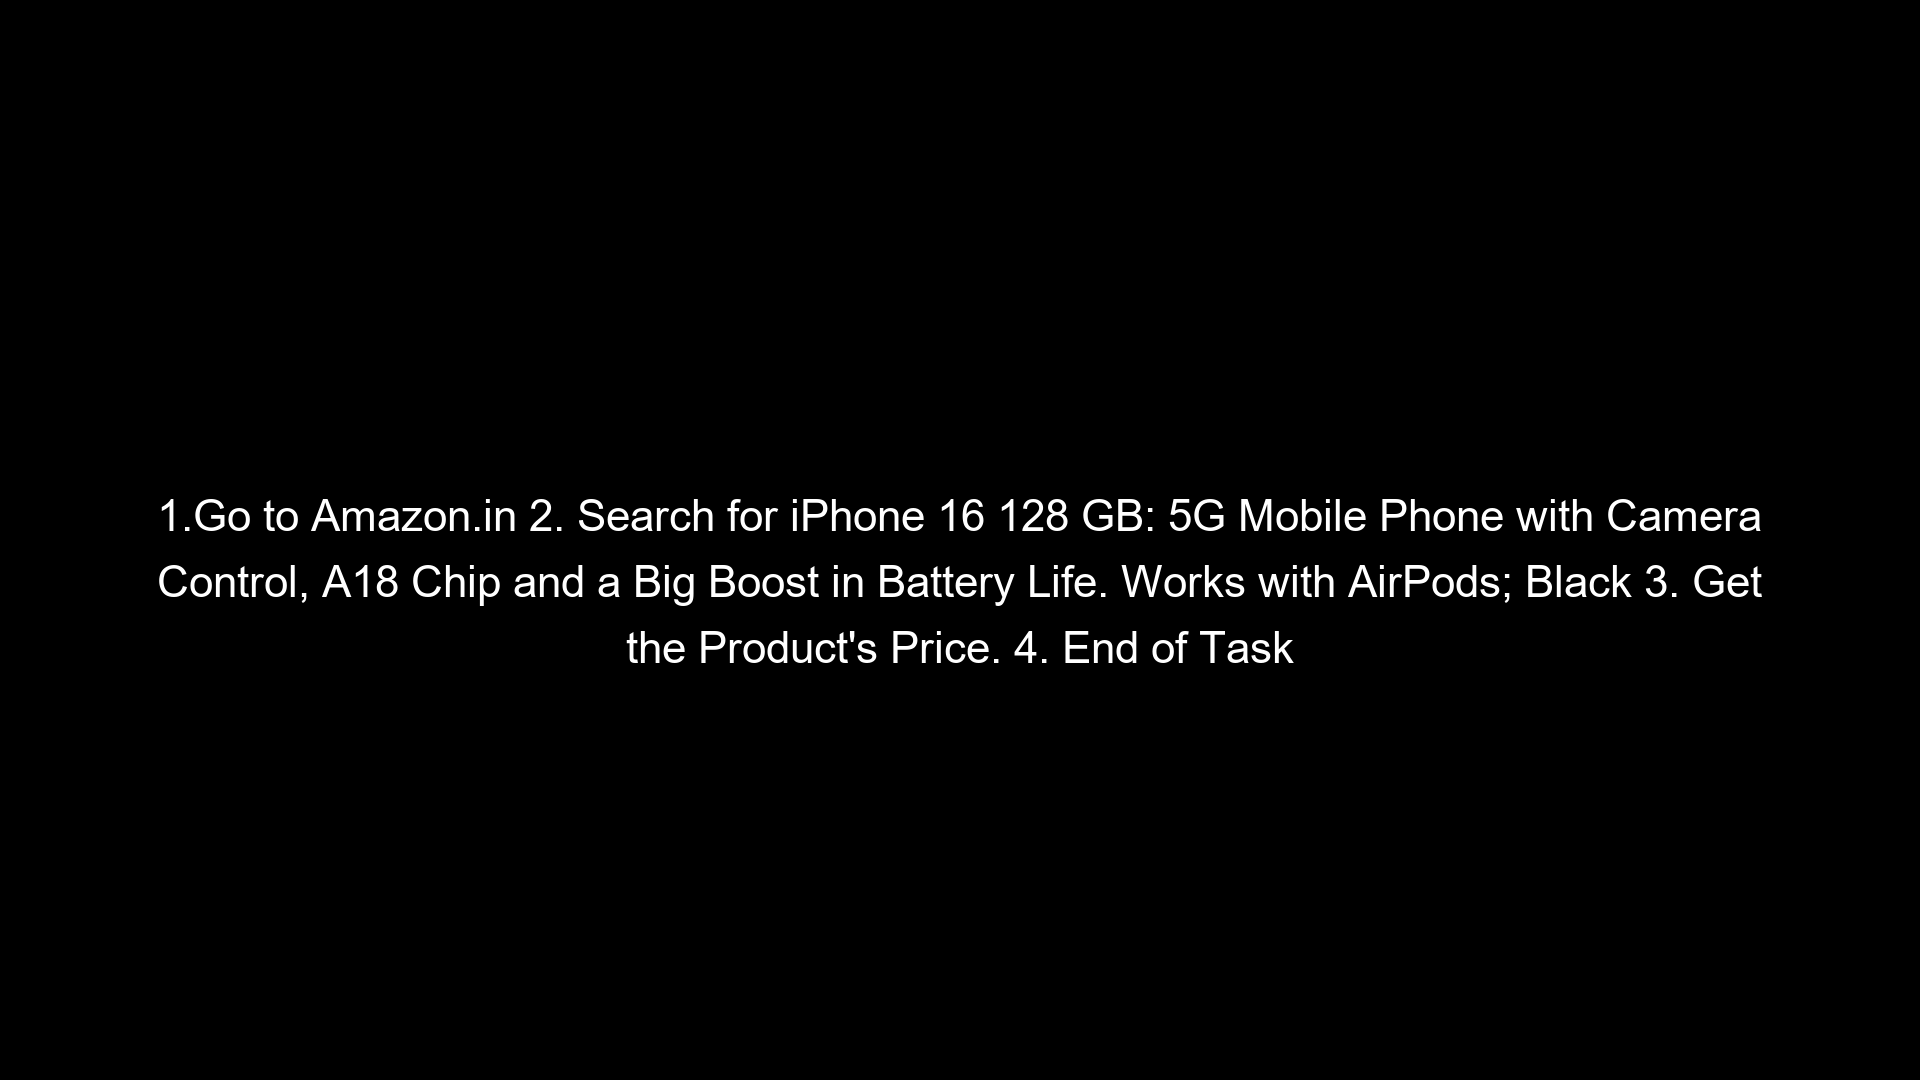 1.Go to Amazon.in 2. Search for iPhone 16 128 GB: 5G Mobile Phone with Camera
Control, A18 Chip and a Big Boost in Battery Life. Works with AirPods; Black 3. Get
the Product's Price. 4. End of Task